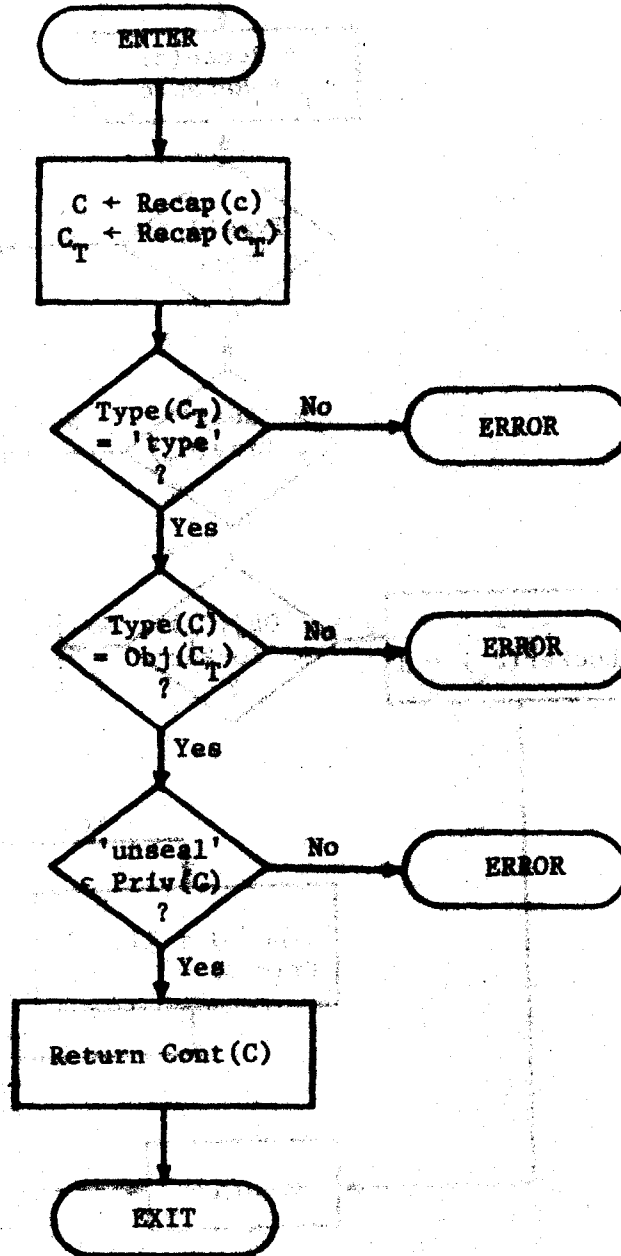 ENTER
C ← Recap(c)
C_T ← Recap(c_T)
Type(C_T)
= 'type'
?
No
ERROR
Yes
Type(C)
= Obj(C_T)
?
No
ERROR
Yes
'unseal'
ε Priv(C)
?
No
ERROR
Yes
Return Cont(C)
EXIT